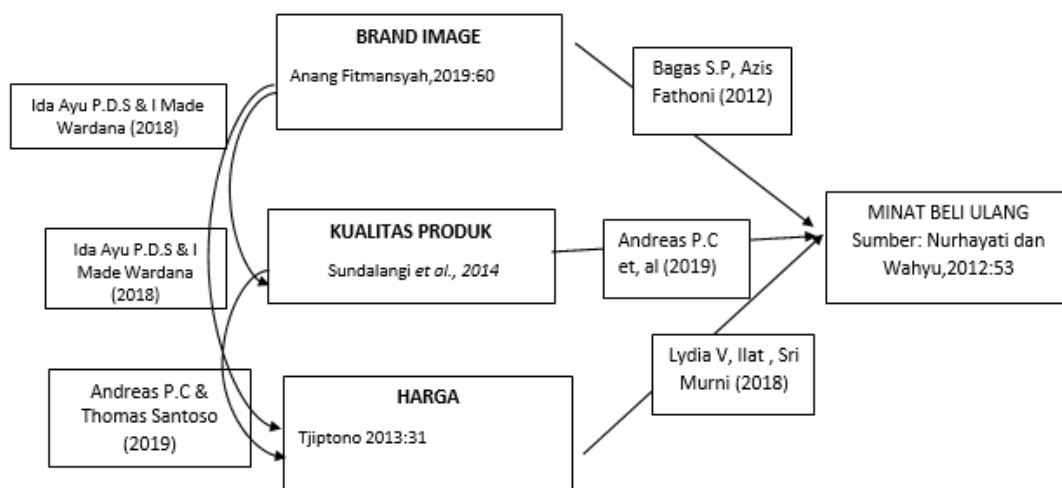 BRAND IMAGE
Anang Fitmansyah,2019:60
Bagas S.P, Azis
Fathoni (2012)
Ida Ayu P.D.S & I Made
Wardana (2018)
KUALITAS PRODUK
Sundalangi et al., 2014
Andreas P.C
et, al (2019)
MINAT BELI ULANG
Sumber: Nurhayati dan
Wahyu,2012:53
Ida Ayu P.D.S & I
Made Wardana
(2018)
Lydia V, Ilat , Sri
Murni (2018)
Andreas P.C &
Thomas Santoso
(2019)
HARGA
Tjiptono 2013:31